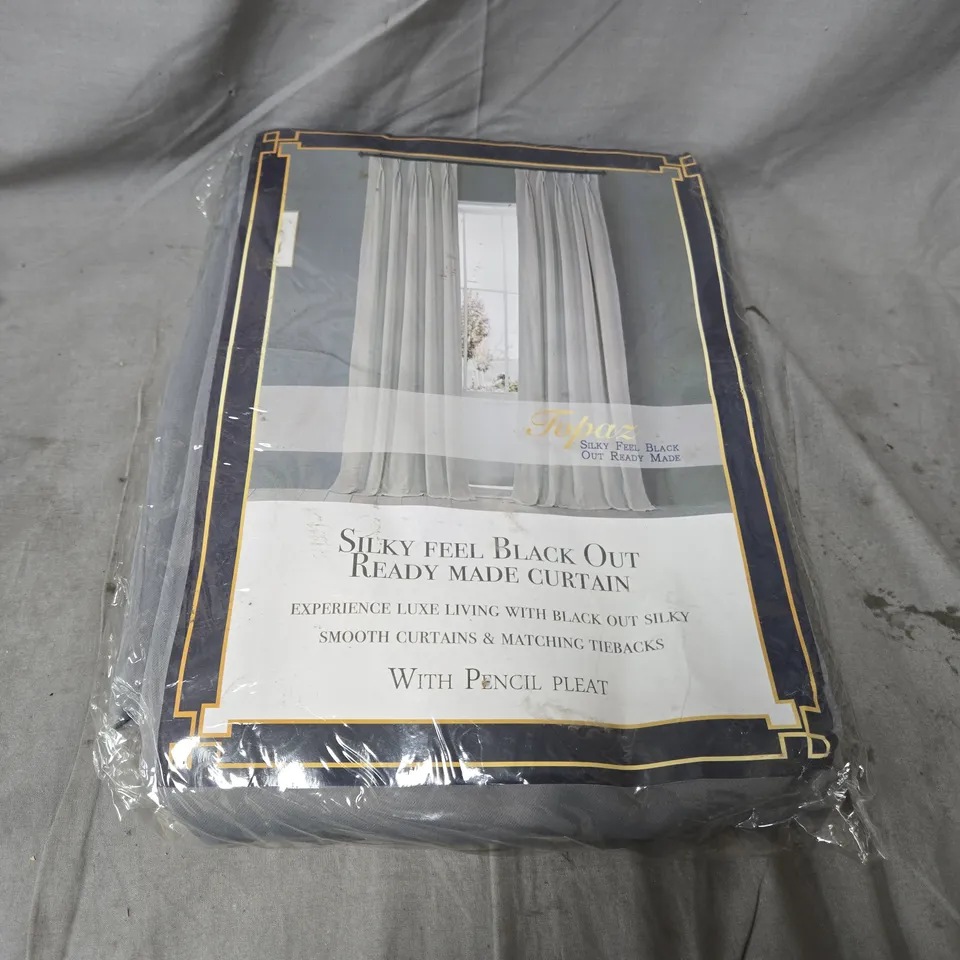 Topaz
SILKY FEEL BLACK
OUT READY MADE
SILKY FEEL BLACK OUT
READY MADE CURTAIN
EXPERIENCE LUXE LIVING WITH BLACK OUT SILKY
SMOOTH CURTAINS & MATCHING TIEBACKS
WITH PENCIL PLEAT